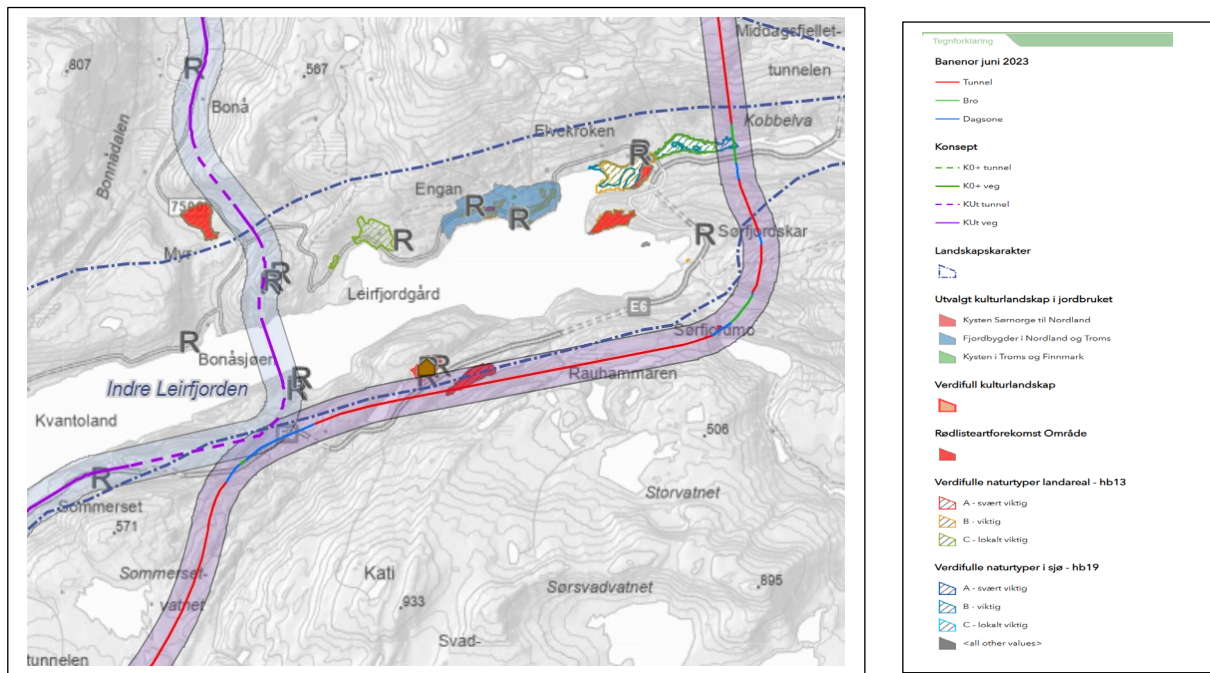 Middagsfjellet-
tunnelen
807
567
R
Bonå
Bonnådalen
Kobbelva
Elvekroken
R
Engan
R
R
R
R
Sørfjordskar
Myr
R
R
Leirfjordgård
E6
Sørfjordmo
R
Bonåsjøen
R
R
R
R
Rauhammaren
Indre Leirfjorden
Kvantoland
506
R
Sommerset
571
Storvatnet
Sommerset-
vatnet
Kati
Sørsvadvatnet
895
933
Svad-
tunnelen
Tegnforklaring
Banenor juni 2023
Tunnel
Bro
Dagsone
Konsept
K0+ tunnel
K0+ veg
KUt tunnel
KUt veg
Landskapskarakter
Utvalgt kulturlandskap i jordbruket
Kysten Sørnorge til Nordland
Fjordbygder i Nordland og Troms
Kysten i Troms og Finnmark
Verdifull kulturlandskap
Rødlisteartforekomst Område
Verdifulle naturtyper landareal - hb13
A - svært viktig
B - viktig
C - lokalt viktig
Verdifulle naturtyper i sjø - hb19
A - svært viktig
B - viktig
C - lokalt viktig
<all other values>